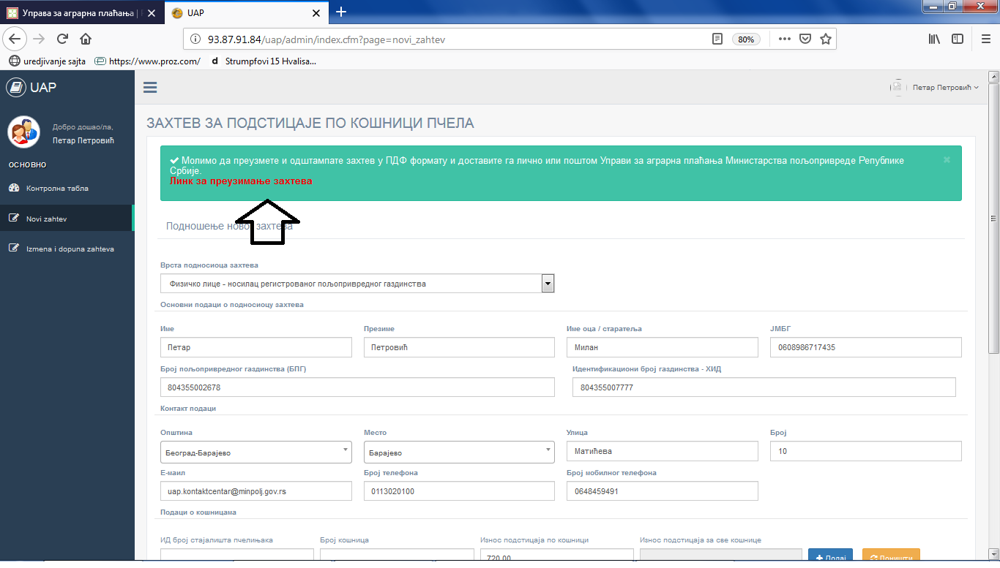 Управа за аграрна плаћања |
UAP
93.87.91.84/uap/admin/index.cfm?page=novi_zahtev
80%
uredjivanje sajta
https://www.proz.com/
d Strumpfovi 15 Hvalisa...
UAP
Петар Петровић
Добро дошао/ла,
Петар Петровић
ОСНОВНО
Контролна табла
Novi zahtev
Izmena i dopuna zahteva
ЗАХТЕВ ЗА ПОДСТИЦАЈЕ ПО КОШНИЦИ ПЧЕЛА
Молимо да преузмете и одштампате захтев у ПДФ формату и доставите га лично или поштом Управи за аграрна плаћања Министарства пољопривреде Републике
Србије.
Линк за преузимање захтева
Подношење новог захтева
Врста подносиоца захтева
Физичко лице - носилац регистрованог пољопривредног газдинства
Основни подаци о подносиоцу захтева
Име Презиме Име оца / старатеља ЈМБГ
Петар Петровић Милан 0608986717435
Број пољопривредног газдинства (БПГ) Идентификациони број газдинства - ХИД
804355002678 804355007777
Контакт подаци
Општина Место Улица Број
Београд-Барајево Барајево Матићева 10
Е-маил Број телефона Број мобилног телефона
uap.kontaktcentar@minpolj.gov.rs 0113020100 0648459491
Подаци о кошницама
ИД број стајалишта пчелињака Број кошница Износ подстицаја по кошници Износ подстицаја за све кошнице
720.00 Додај Поништи